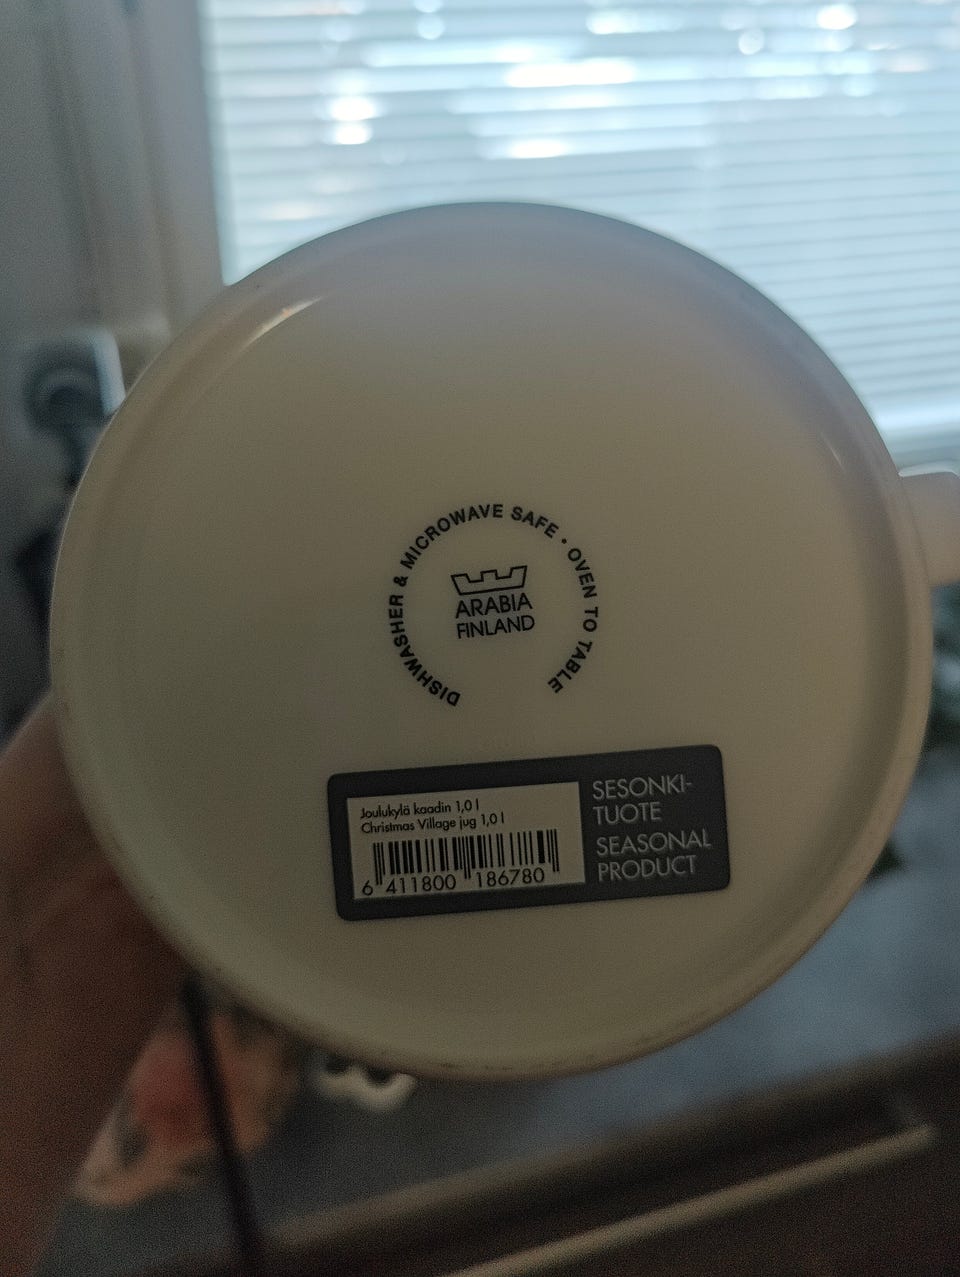 DISHWASHER & MICROWAVE SAFE • OVEN TO TABLE
ARABIA
FINLAND
Joulukylä kaadin 1,0 l
Christmas Village jug 1,0 l
6 411800 186780
SESONKI-
TUOTE
SEASONAL
PRODUCT